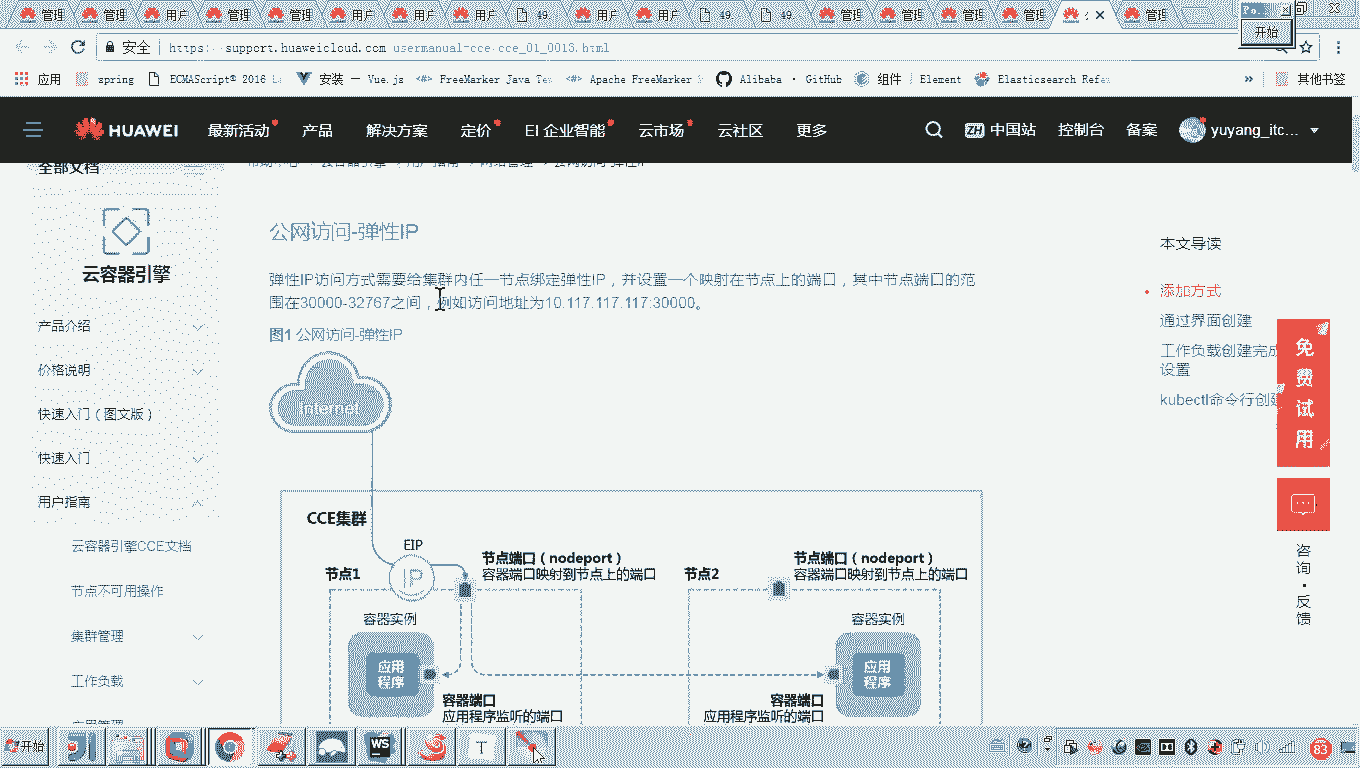 管理
管理
用户
管理
管理
用户
用户
用户
49
用户
用户
49
49
管理
管理
管理
管理
管理
开始
安全
https://support.huaweicloud.com/usermanual-cce/cce_01_0013.html
应用
spring
ECMAScript® 2016 L
安装 — Vue.js
FreeMarker Java Te
Apache FreeMarker
Alibaba · GitHub
组件 | Element
Elasticsearch Refe
»
其他书签
HUAWEI
最新活动
产品
解决方案
定价
EI 企业智能
云市场
云社区
更多
ZH 中国站
控制台
备案
yuyang_itc...
全部文档
云容器引擎
产品介绍
价格说明
快速入门（图文版）
快速入门
用户指南
云容器引擎CCE文档
节点不可用操作
集群管理
工作负载
公网访问-弹性IP
弹性IP访问方式需要给集群内任一节点绑定弹性IP，并设置一个映射在节点上的端口，其中节点端口的范
围在30000-32767之间，例如访问地址为10.117.117.117:30000。
图1 公网访问-弹性IP
internet
CCE集群
EIP
IP
节点1
节点端口（nodeport）
容器端口映射到节点上的端口
节点2
节点端口（nodeport）
容器端口映射到节点上的端口
容器实例
应用
程序
容器端口
应用程序监听的端口
容器实例
应用
程序
容器端口
应用程序监听的端口
本文导读
添加方式
通过界面创建
工作负载创建完成
设置
kubectl命令行创建
免
费
试
用
咨
询
·
反
馈
开始
WS
T
83